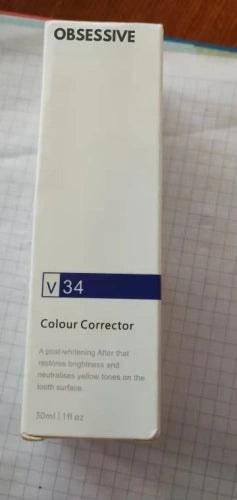 OBSESSIVE
V 34
Colour Corrector
A post-whitening After that
restores brightness and
neutralises yellow tones on the
tooth surface.
30ml | 1fl oz